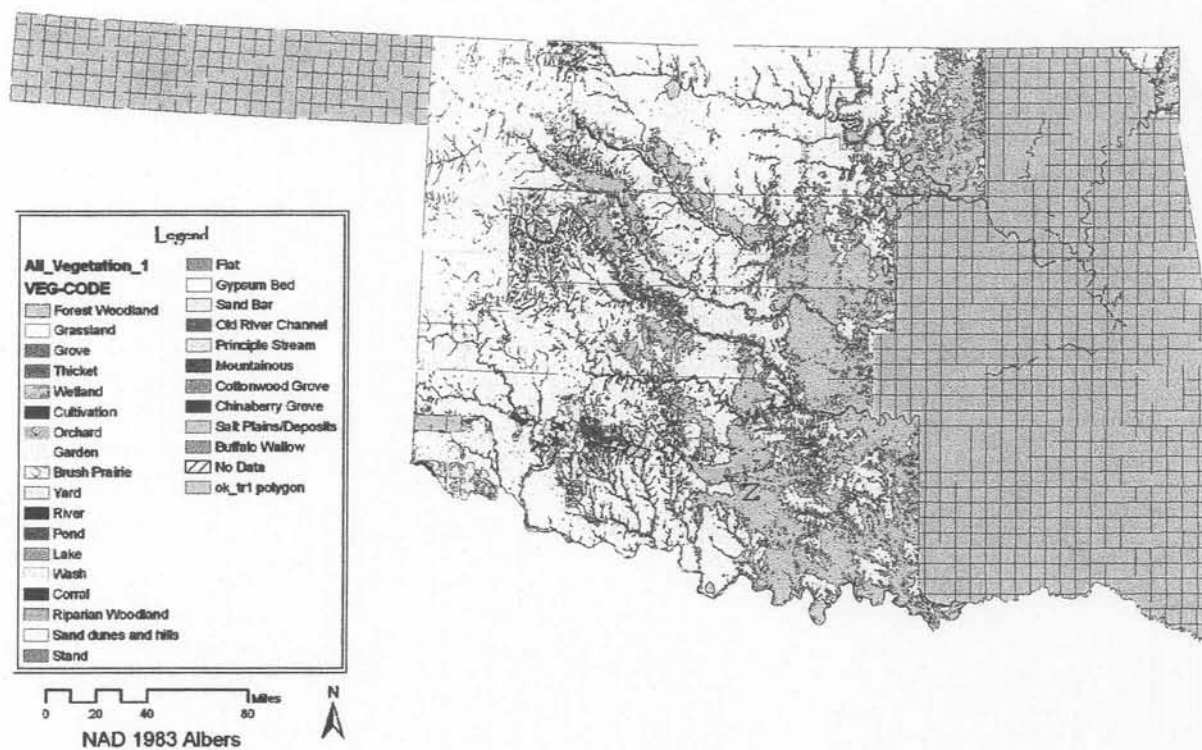 Legend
All_Vegetation_1
VEG-CODE
Forest Woodland
Grassland
Grove
Thicket
Wetland
Cultivation
Orchard
Garden
Brush Prairie
Yard
River
Pond
Lake
Wash
Corral
Riparian Woodland
Sand dunes and hills
Stand
Flat
Gypsum Bed
Sand Bar
Old River Channel
Principle Stream
Mountainous
Cottonwood Grove
Chinaberry Grove
Salt Plains/Deposits
Buffalo Wallow
No Data
ok_tr1 polygon
Miles
0 20 40 80
N
NAD 1983 Albers